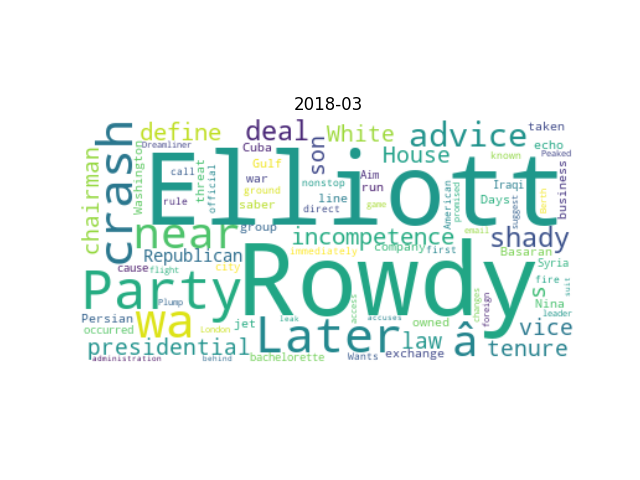 2018-03
crash
define
deal
White
advice
taken
echo
Dreamliner
Cuba
son
House
known
Peaked
chairman
Washington
call
threat
official
Gulf
Aim
war
run
nonstop
Iraqi
business
rule
ground
saber
line
direct
game
American
promised
Days
suggest
Berth
Elliott
near
group
email
incompetence
shady
Republican
immediately
company
first
Basaran
cause
flight
city
Rowdy
Syria
Party
Plump
access
changes
foreign
s
fire
suit
Nina
leader
Persian
wa
London
leak
accuses
owned
occurred
jet
Later
law
â
vice
presidential
tenure
administration
behind
bachelorette
Wants
exchange